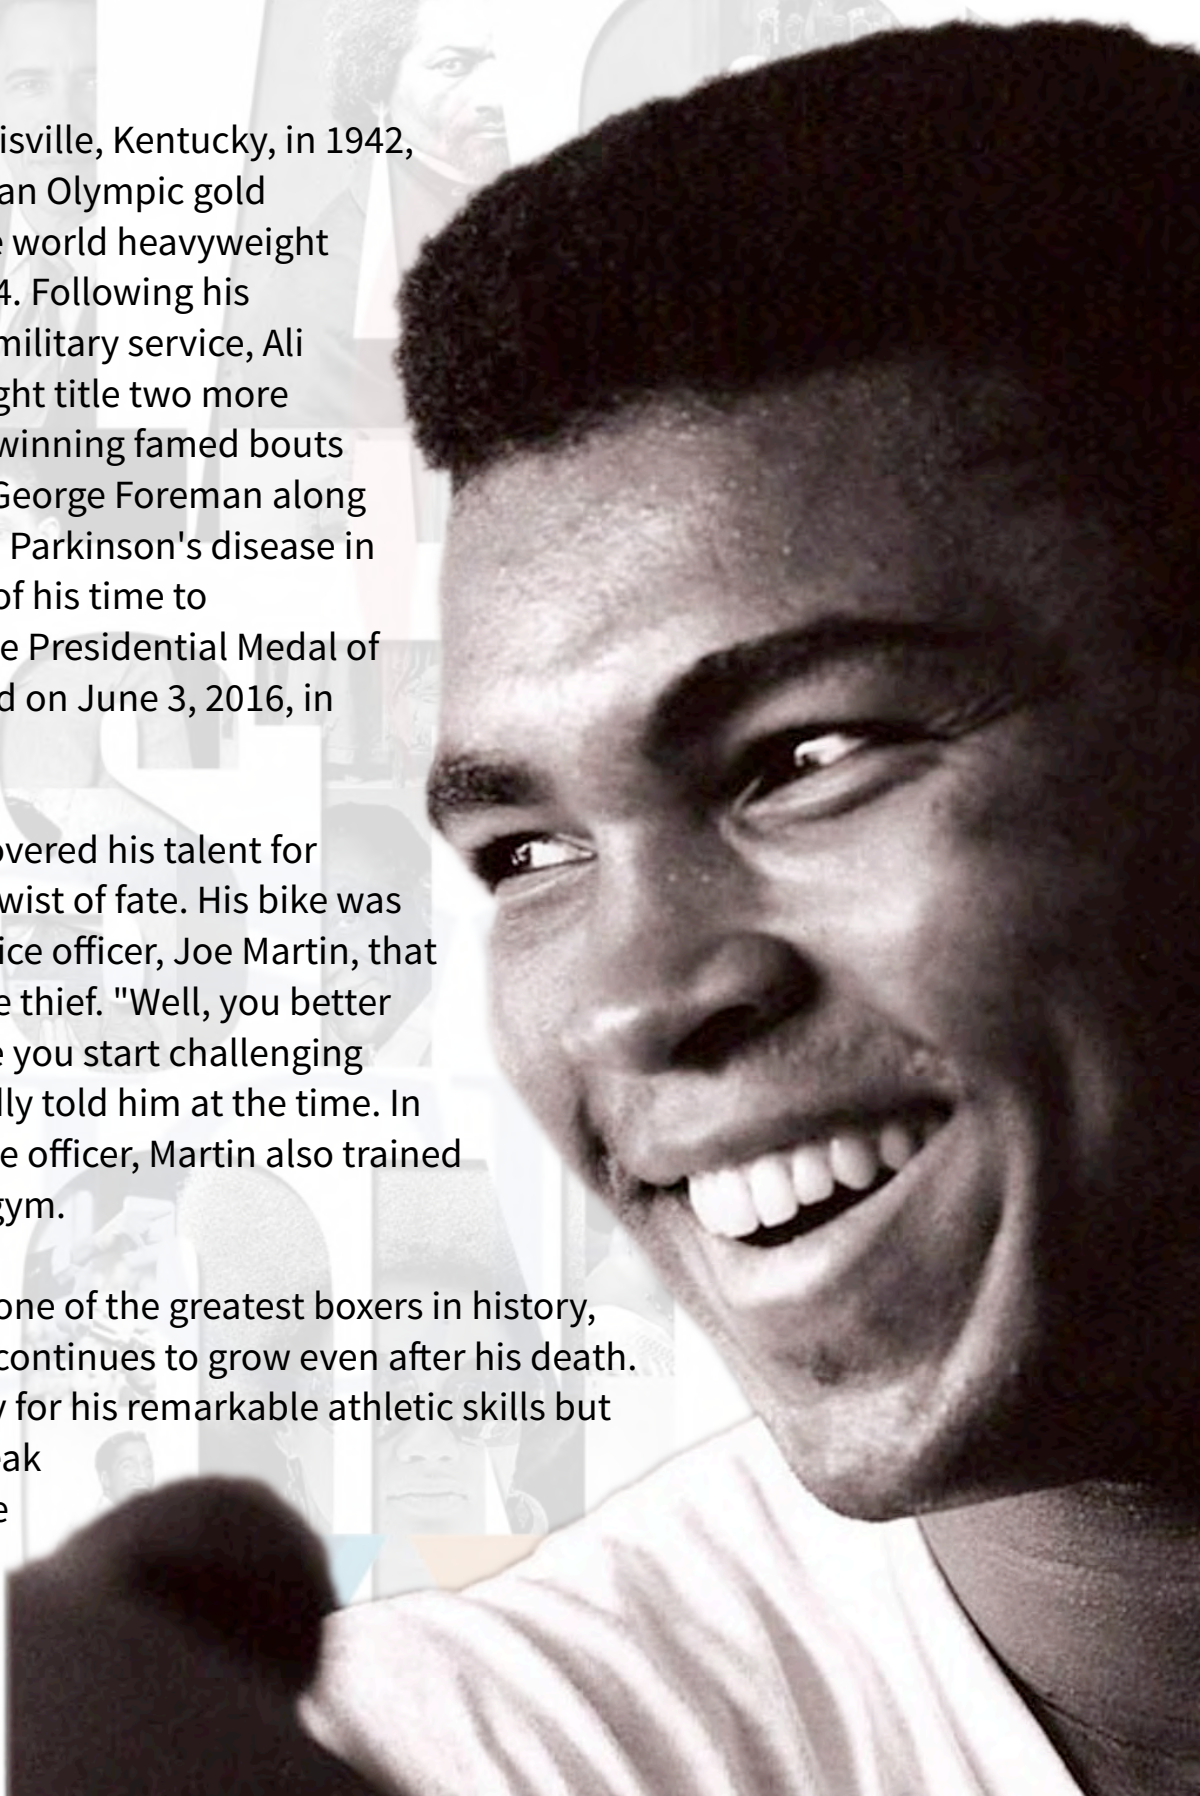 isville, Kentucky, in 1942,
an Olympic gold
e world heavyweight
4. Following his
military service, Ali
ght title two more
winning famed bouts
George Foreman along
Parkinson's disease in
of his time to
e Presidential Medal of
d on June 3, 2016, in
overed his talent for
wist of fate. His bike was
ice officer, Joe Martin, that
e thief. "Well, you better
e you start challenging
lly told him at the time. In
e officer, Martin also trained
gym.
one of the greatest boxers in history,
continues to grow even after his death.
y for his remarkable athletic skills but
eak
e